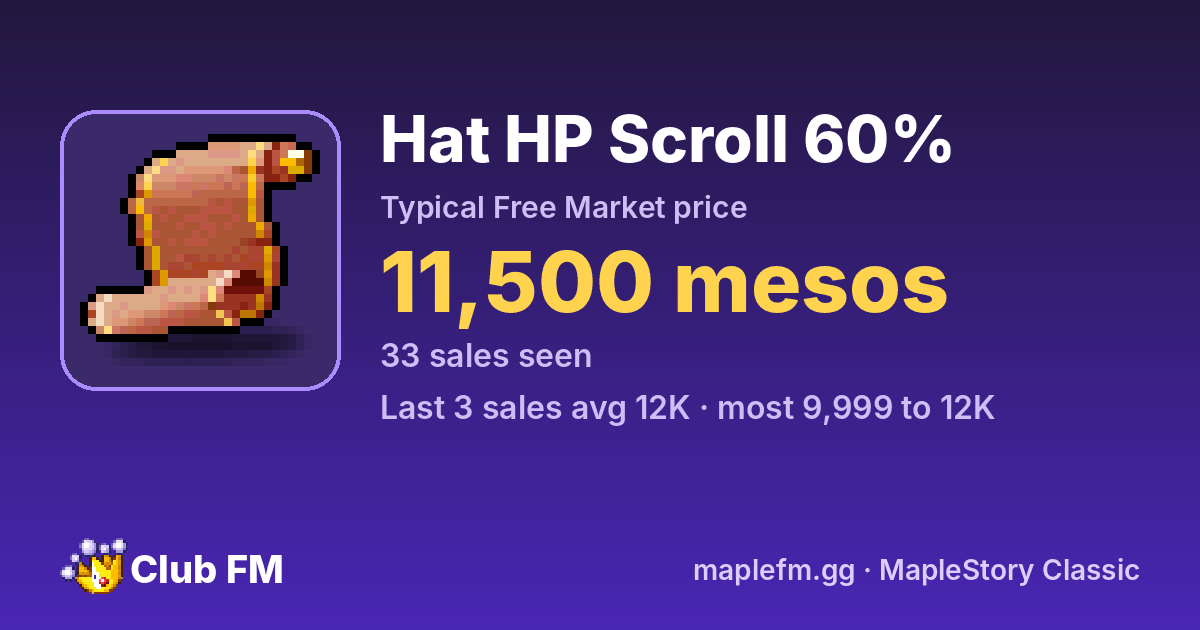 Hat HP Scroll 60%
Typical Free Market price
11,500 mesos
33 sales seen
Last 3 sales avg 12K · most 9,999 to 12K
Club FM
maplefm.gg · MapleStory Classic